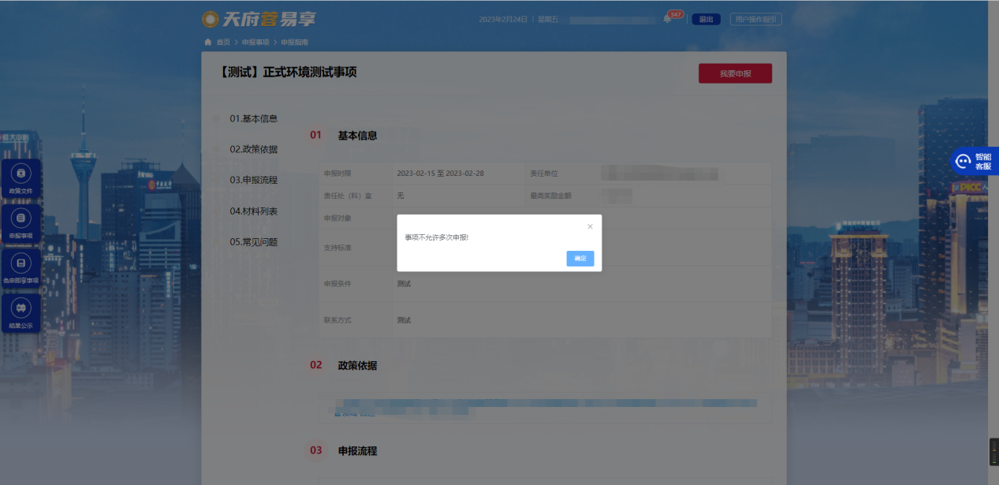 天府蓉易享
2023年2月24日 | 星期五
347
退出
用户操作指引
首页 > 申报事项 > 申报指南
【测试】正式环境测试事项
我要申报
01.基本信息
02.政策依据
03.申报流程
04.材料列表
05.常见问题
01 基本信息
申报时限 2023-02-15 至 2023-02-28 责任单位
责任处（科）室 无 最高奖励金额
申报对象
支持标准
申报条件 测试
联系方式 测试
事项不允许多次申报!
确定
02 政策依据
03 申报流程
政策文件
申报事项
免申即享事项
结果公示
智能
客服
PICC